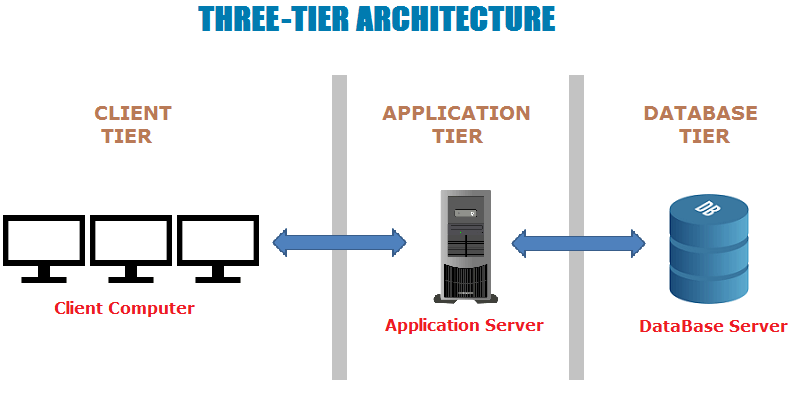 THREE-TIER ARCHITECTURE
CLIENT
TIER
APPLICATION
TIER
DATABASE
TIER
DB
Client Computer
Application Server
DataBase Server